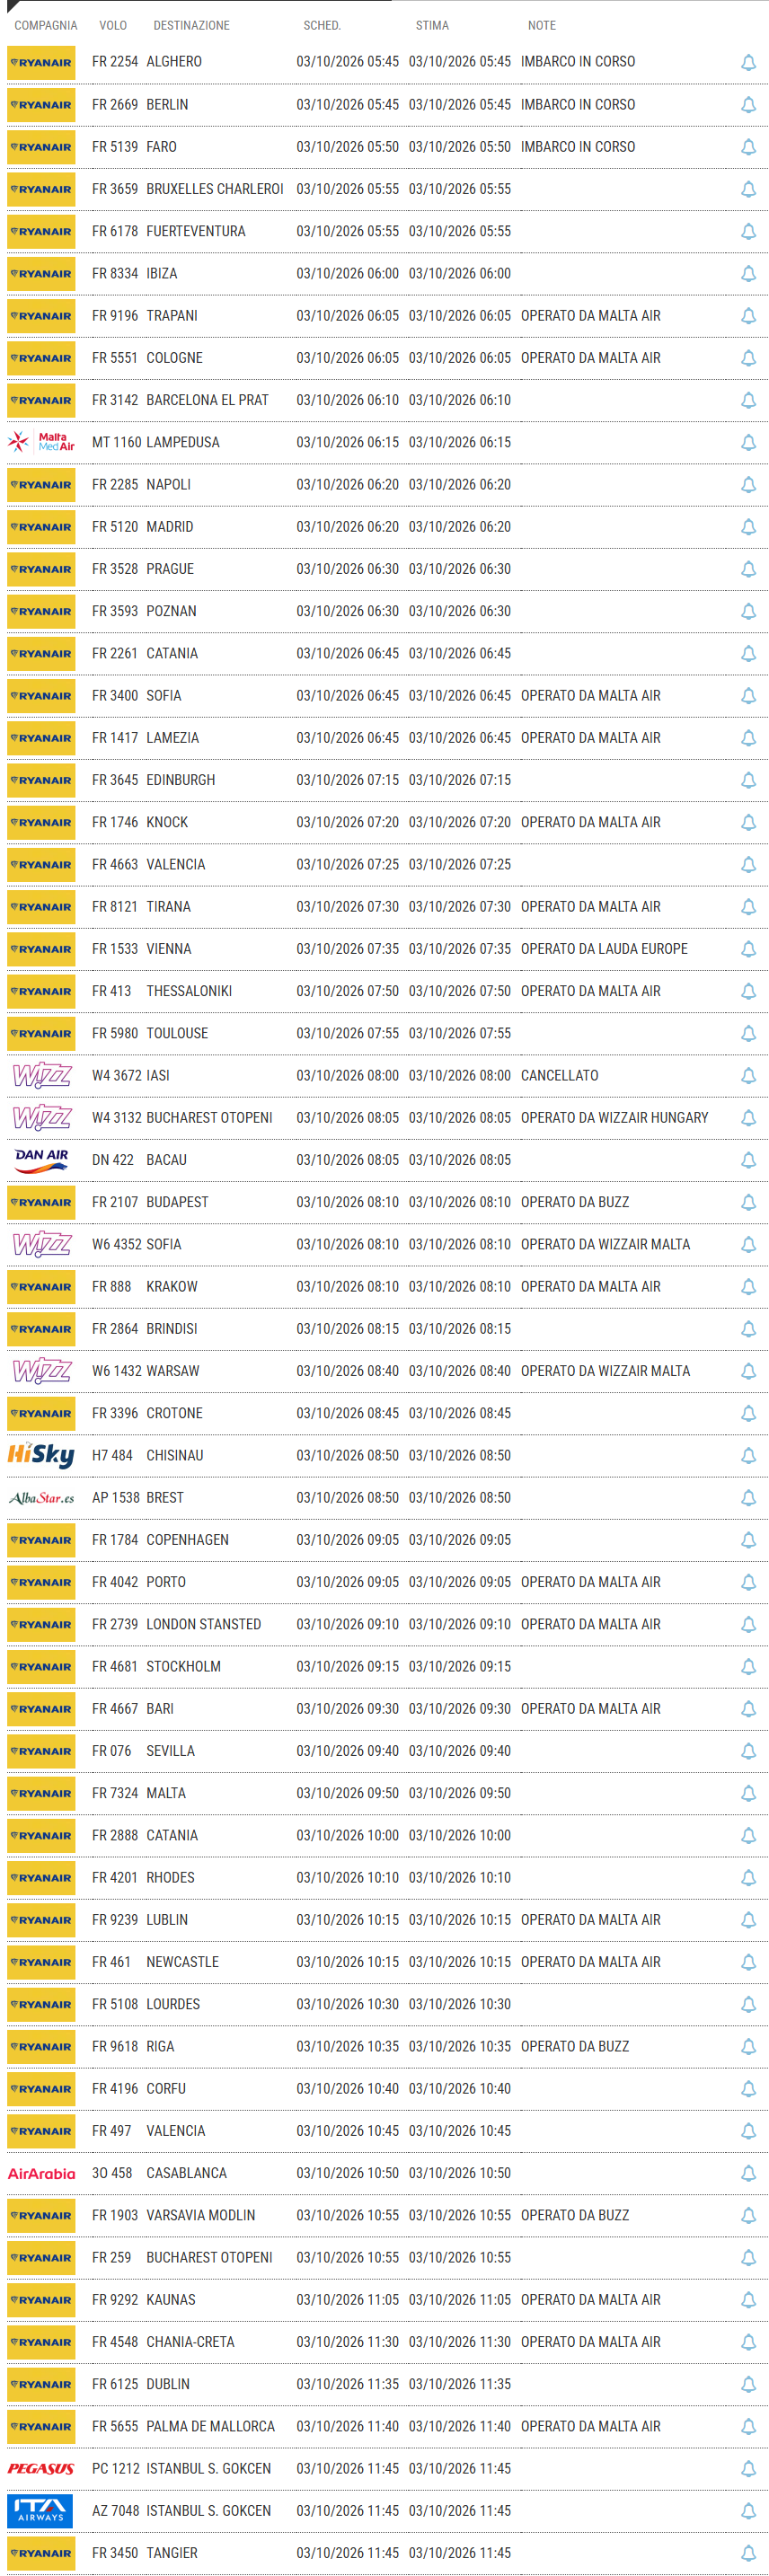 COMPAGNIA VOLO DESTINAZIONE SCHED. STIMA NOTE
RYANAIR FR 2254 ALGHERO 03/10/2026 05:45 03/10/2026 05:45 IMBARCO IN CORSO
RYANAIR FR 2669 BERLIN 03/10/2026 05:45 03/10/2026 05:45 IMBARCO IN CORSO
RYANAIR FR 5139 FARO 03/10/2026 05:50 03/10/2026 05:50 IMBARCO IN CORSO
RYANAIR FR 3659 BRUXELLES CHARLEROI 03/10/2026 05:55 03/10/2026 05:55
RYANAIR FR 6178 FUERTEVENTURA 03/10/2026 05:55 03/10/2026 05:55
RYANAIR FR 8334 IBIZA 03/10/2026 06:00 03/10/2026 06:00
RYANAIR FR 9196 TRAPANI 03/10/2026 06:05 03/10/2026 06:05 OPERATO DA MALTA AIR
RYANAIR FR 5551 COLOGNE 03/10/2026 06:05 03/10/2026 06:05 OPERATO DA MALTA AIR
RYANAIR FR 3142 BARCELONA EL PRAT 03/10/2026 06:10 03/10/2026 06:10
Malta MedAir MT 1160 LAMPEDUSA 03/10/2026 06:15 03/10/2026 06:15
RYANAIR FR 2285 NAPOLI 03/10/2026 06:20 03/10/2026 06:20
RYANAIR FR 5120 MADRID 03/10/2026 06:20 03/10/2026 06:20
RYANAIR FR 3528 PRAGUE 03/10/2026 06:30 03/10/2026 06:30
RYANAIR FR 3593 POZNAN 03/10/2026 06:30 03/10/2026 06:30
RYANAIR FR 2261 CATANIA 03/10/2026 06:45 03/10/2026 06:45
RYANAIR FR 3400 SOFIA 03/10/2026 06:45 03/10/2026 06:45 OPERATO DA MALTA AIR
RYANAIR FR 1417 LAMEZIA 03/10/2026 06:45 03/10/2026 06:45 OPERATO DA MALTA AIR
RYANAIR FR 3645 EDINBURGH 03/10/2026 07:15 03/10/2026 07:15
RYANAIR FR 1746 KNOCK 03/10/2026 07:20 03/10/2026 07:20 OPERATO DA MALTA AIR
RYANAIR FR 4663 VALENCIA 03/10/2026 07:25 03/10/2026 07:25
RYANAIR FR 8121 TIRANA 03/10/2026 07:30 03/10/2026 07:30 OPERATO DA MALTA AIR
RYANAIR FR 1533 VIENNA 03/10/2026 07:35 03/10/2026 07:35 OPERATO DA LAUDA EUROPE
RYANAIR FR 413 THESSALONIKI 03/10/2026 07:50 03/10/2026 07:50 OPERATO DA MALTA AIR
RYANAIR FR 5980 TOULOUSE 03/10/2026 07:55 03/10/2026 07:55
WIZZ W4 3672 IASI 03/10/2026 08:00 03/10/2026 08:00 CANCELLATO
WIZZ W4 3132 BUCHAREST OTOPENI 03/10/2026 08:05 03/10/2026 08:05 OPERATO DA WIZZAIR HUNGARY
DAN AIR DN 422 BACAU 03/10/2026 08:05 03/10/2026 08:05
RYANAIR FR 2107 BUDAPEST 03/10/2026 08:10 03/10/2026 08:10 OPERATO DA BUZZ
WIZZ W6 4352 SOFIA 03/10/2026 08:10 03/10/2026 08:10 OPERATO DA WIZZAIR MALTA
RYANAIR FR 888 KRAKOW 03/10/2026 08:10 03/10/2026 08:10 OPERATO DA MALTA AIR
RYANAIR FR 2864 BRINDISI 03/10/2026 08:15 03/10/2026 08:15
WIZZ W6 1432 WARSAW 03/10/2026 08:40 03/10/2026 08:40 OPERATO DA WIZZAIR MALTA
RYANAIR FR 3396 CROTONE 03/10/2026 08:45 03/10/2026 08:45
HiSky H7 484 CHISINAU 03/10/2026 08:50 03/10/2026 08:50
AlbaStar.es AP 1538 BREST 03/10/2026 08:50 03/10/2026 08:50
RYANAIR FR 1784 COPENHAGEN 03/10/2026 09:05 03/10/2026 09:05
RYANAIR FR 4042 PORTO 03/10/2026 09:05 03/10/2026 09:05 OPERATO DA MALTA AIR
RYANAIR FR 2739 LONDON STANSTED 03/10/2026 09:10 03/10/2026 09:10 OPERATO DA MALTA AIR
RYANAIR FR 4681 STOCKHOLM 03/10/2026 09:15 03/10/2026 09:15
RYANAIR FR 4667 BARI 03/10/2026 09:30 03/10/2026 09:30 OPERATO DA MALTA AIR
RYANAIR FR 076 SEVILLA 03/10/2026 09:40 03/10/2026 09:40
RYANAIR FR 7324 MALTA 03/10/2026 09:50 03/10/2026 09:50
RYANAIR FR 2888 CATANIA 03/10/2026 10:00 03/10/2026 10:00
RYANAIR FR 4201 RHODES 03/10/2026 10:10 03/10/2026 10:10
RYANAIR FR 9239 LUBLIN 03/10/2026 10:15 03/10/2026 10:15 OPERATO DA MALTA AIR
RYANAIR FR 461 NEWCASTLE 03/10/2026 10:15 03/10/2026 10:15 OPERATO DA MALTA AIR
RYANAIR FR 5108 LOURDES 03/10/2026 10:30 03/10/2026 10:30
RYANAIR FR 9618 RIGA 03/10/2026 10:35 03/10/2026 10:35 OPERATO DA BUZZ
RYANAIR FR 4196 CORFU 03/10/2026 10:40 03/10/2026 10:40
RYANAIR FR 497 VALENCIA 03/10/2026 10:45 03/10/2026 10:45
AirArabia 3O 458 CASABLANCA 03/10/2026 10:50 03/10/2026 10:50
RYANAIR FR 1903 VARSAVIA MODLIN 03/10/2026 10:55 03/10/2026 10:55 OPERATO DA BUZZ
RYANAIR FR 259 BUCHAREST OTOPENI 03/10/2026 10:55 03/10/2026 10:55
RYANAIR FR 9292 KAUNAS 03/10/2026 11:05 03/10/2026 11:05 OPERATO DA MALTA AIR
RYANAIR FR 4548 CHANIA-CRETA 03/10/2026 11:30 03/10/2026 11:30 OPERATO DA MALTA AIR
RYANAIR FR 6125 DUBLIN 03/10/2026 11:35 03/10/2026 11:35
RYANAIR FR 5655 PALMA DE MALLORCA 03/10/2026 11:40 03/10/2026 11:40 OPERATO DA MALTA AIR
PEGASUS PC 1212 ISTANBUL S. GOKCEN 03/10/2026 11:45 03/10/2026 11:45
ITA AIRWAYS AZ 7048 ISTANBUL S. GOKCEN 03/10/2026 11:45 03/10/2026 11:45
RYANAIR FR 3450 TANGIER 03/10/2026 11:45 03/10/2026 11:45